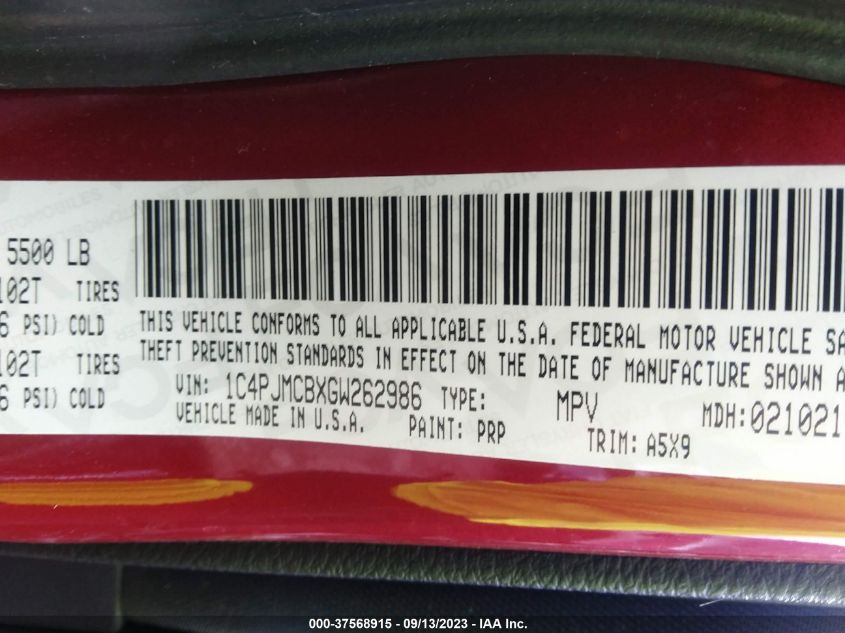 5500 LB
102T TIRES
6 PSI) COLD
102T TIRES
6 PSI) COLD
THIS VEHICLE CONFORMS TO ALL APPLICABLE U.S.A. FEDERAL MOTOR VEHICLE SA
THEFT PREVENTION STANDARDS IN EFFECT ON THE DATE OF MANUFACTURE SHOWN A
VIN: 1C4PJMCBXGW262986 TYPE: MPV MDH:021021
VEHICLE MADE IN U.S.A. PAINT: PRP TRIM: A5X9
000-37568915 - 09/13/2023 - IAA Inc.